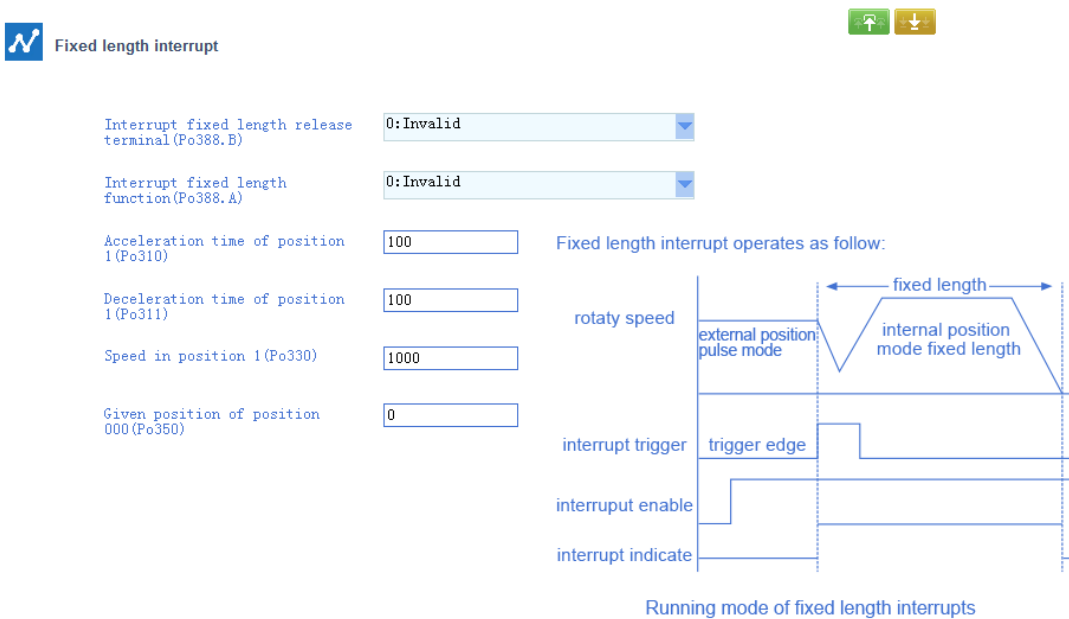 Fixed length interrupt
Interrupt fixed length release
terminal(Po388.B)
0:Invalid
Interrupt fixed length
function(Po388.A)
0:Invalid
Acceleration time of position
1(Po310)
100
Deceleration time of position
1(Po311)
100
Speed in position 1(Po330)
1000
Given position of position
000(Po350)
0
Fixed length interrupt operates as follow:
fixed length
rotaty speed
external position
pulse mode
internal position
mode fixed length
interrupt trigger
trigger edge
interruput enable
interrupt indicate
Running mode of fixed length interrupts